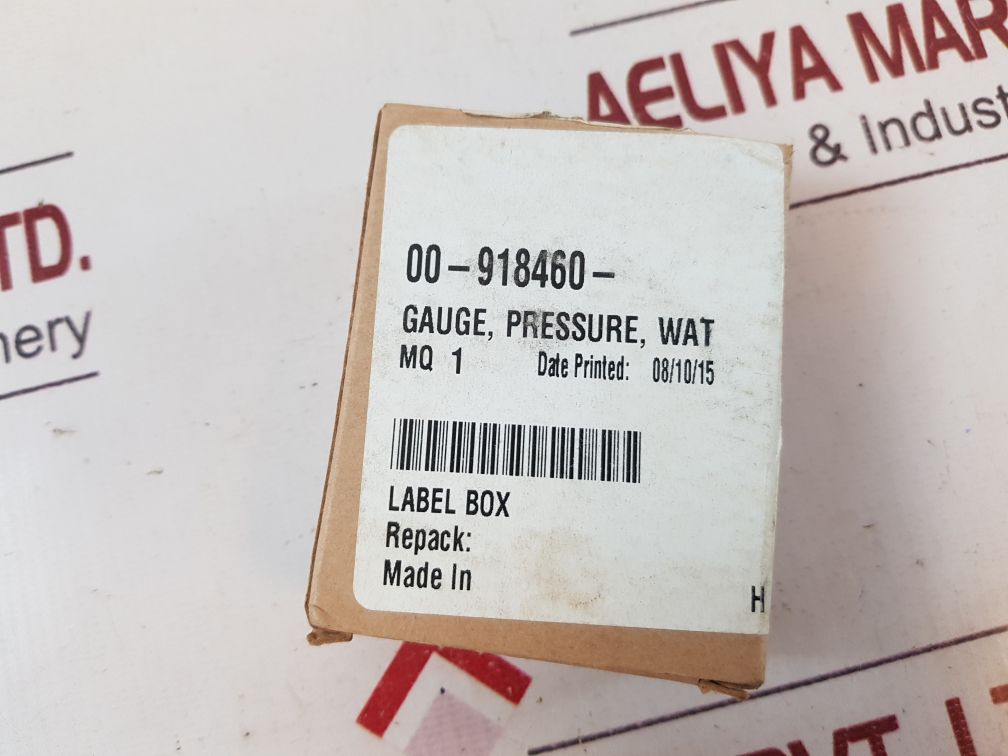 AELIYA MAR
& Indust
TD.
nery
00-918460-
GAUGE, PRESSURE, WAT
MQ 1 Date Printed: 08/10/15
LABEL BOX
Repack:
Made In
H